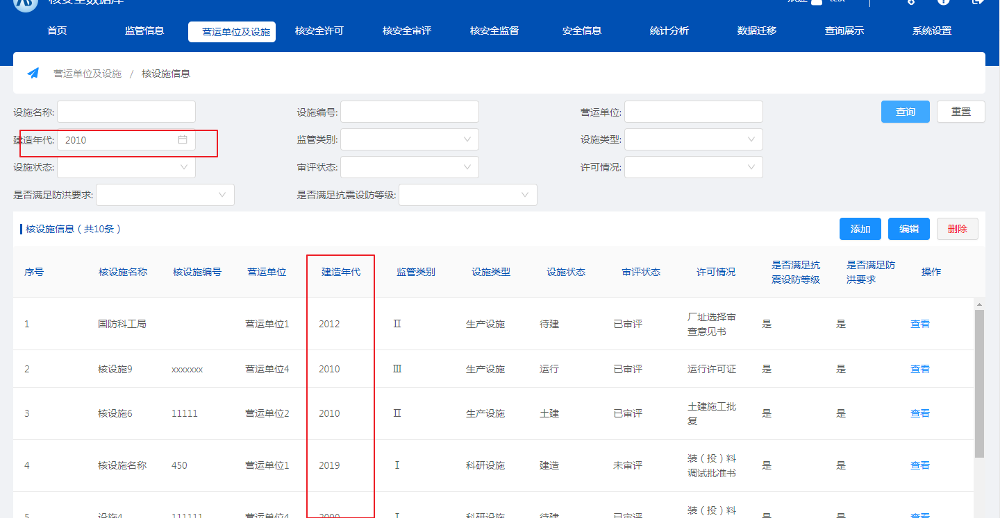 核安全数据库
欢迎 test
首页 监管信息 营运单位及设施 核安全许可 核安全审评 核安全监督 安全信息 统计分析 数据迁移 查询展示 系统设置
营运单位及设施 / 核设施信息
设施名称: 设施编号: 营运单位: 查询 重置
建造年代: 2010 监管类别: 设施类型:
设施状态: 审评状态: 许可情况:
是否满足防洪要求: 是否满足抗震设防等级:
核设施信息（共10条） 添加 编辑 删除
序号 核设施名称 核设施编号 营运单位 建造年代 监管类别 设施类型 设施状态 审评状态 许可情况 是否满足抗震设防等级 是否满足防洪要求 操作
1 国防科工局 营运单位1 2012 Ⅱ 生产设施 待建 已审评 厂址选择审查意见书 是 是 查看
2 核设施9 xxxxxxx 营运单位4 2010 Ⅲ 生产设施 运行 已审评 运行许可证 是 是 查看
3 核设施6 11111 营运单位2 2010 Ⅱ 生产设施 土建 已审评 土建施工批复 是 是 查看
4 核设施名称 450 营运单位1 2019 Ⅰ 科研设施 建造 未审评 装（投）料调试批准书 是 是 查看
5 设施4 111111 营运单位4 2000 Ⅰ 科研设施 待建 已审评 装（投）料 是 是 查看